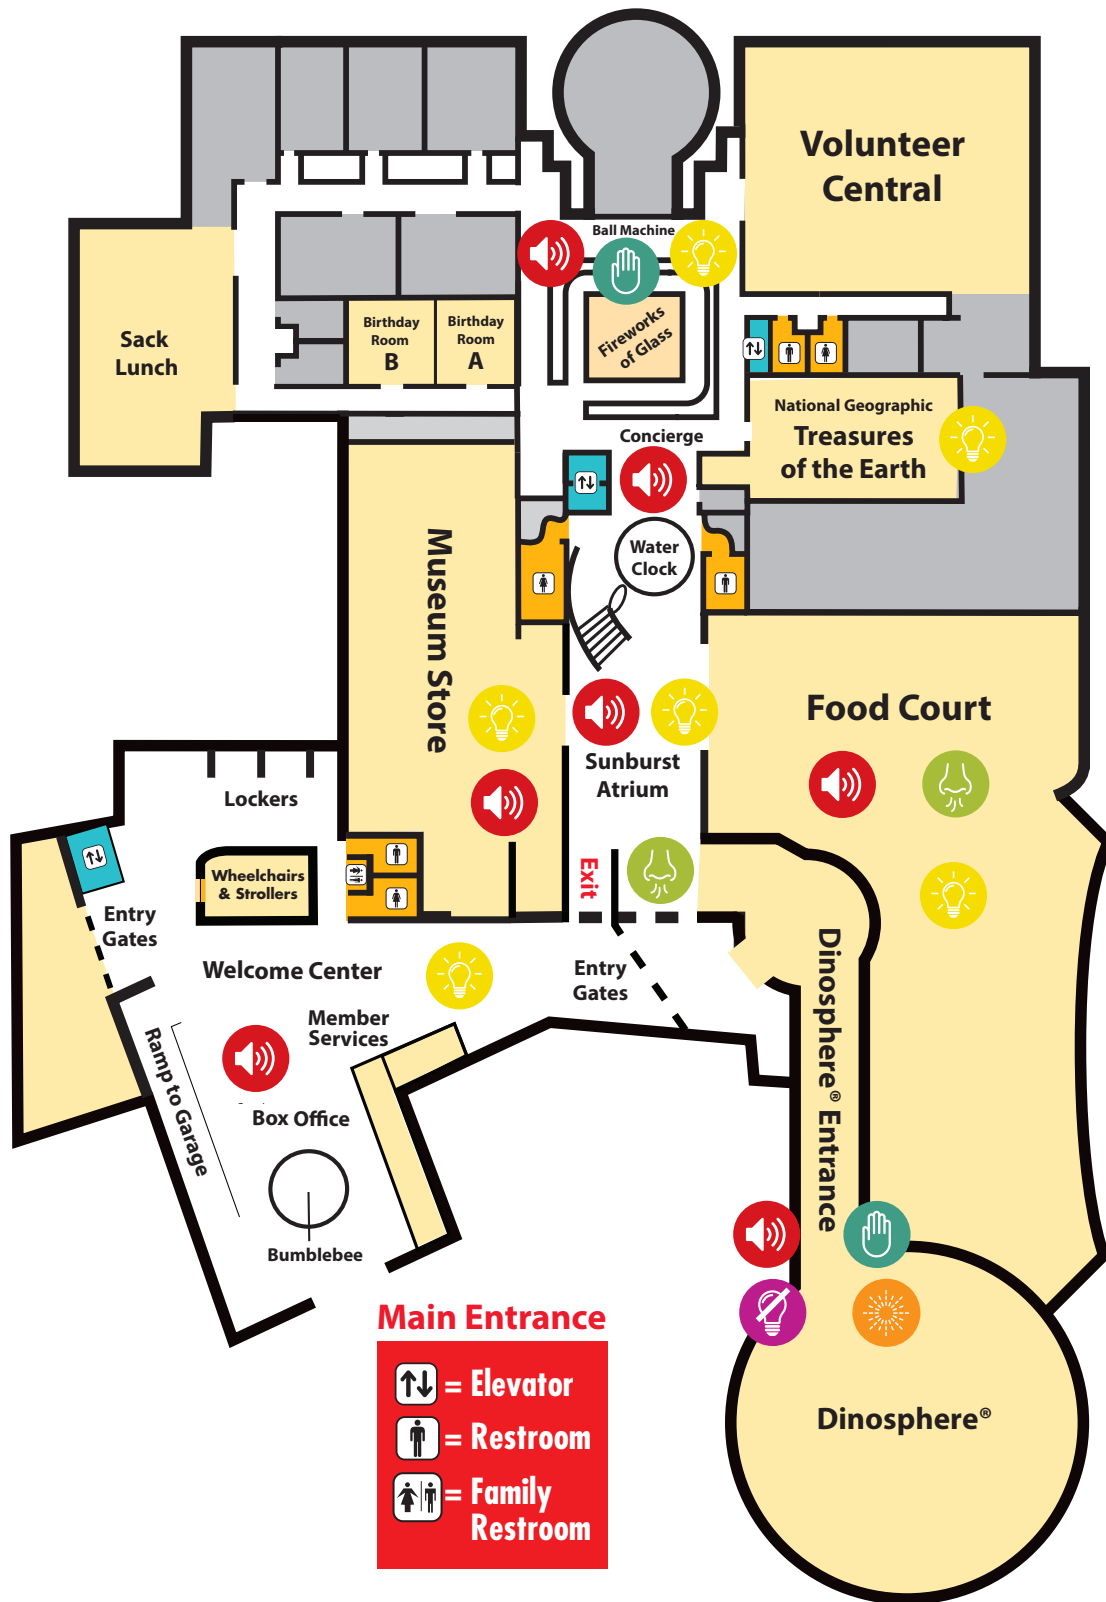 Volunteer
Central
Ball Machine
Fireworks
of Glass
Sack
Lunch
Birthday
Room
B
Birthday
Room
A
National Geographic
Treasures
of the Earth
Concierge
Water
Clock
Museum Store
Food Court
Sunburst
Atrium
Lockers
Wheelchairs
& Strollers
Exit
Entry
Gates
Welcome Center
Entry
Gates
Member
Services
Ramp to Garage
Box Office
Bumblebee
Dinosphere® Entrance
Dinosphere®
Main Entrance
= Elevator
= Restroom
= Family
Restroom